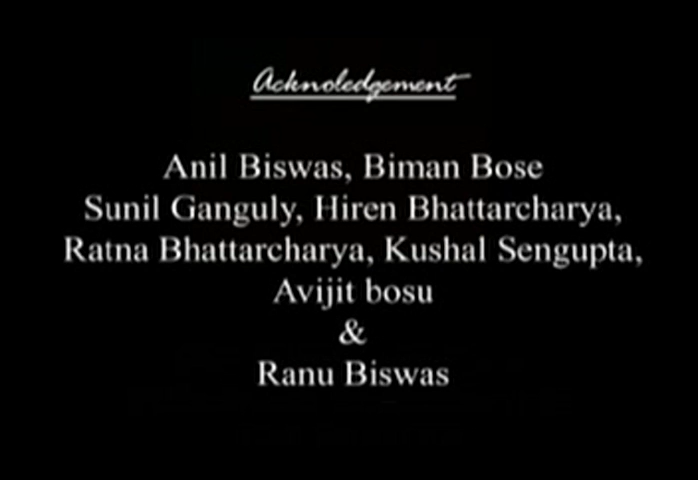 Acknoledgement
Anil Biswas, Biman Bose
Sunil Ganguly, Hiren Bhattarcharya,
Ratna Bhattarcharya, Kushal Sengupta,
Avijit bosu
&
Ranu Biswas